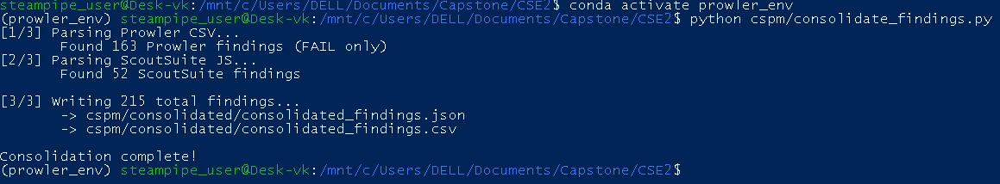 steampipe_user@Desk-vk:/mnt/c/Users/DELL/Documents/Capstone/CSE2$ conda activate prowler_env
(prowler_env) steampipe_user@Desk-vk:/mnt/c/Users/DELL/Documents/Capstone/CSE2$ python cspm/consolidate_findings.py
[1/3] Parsing Prowler CSV...
      Found 163 Prowler findings (FAIL only)
[2/3] Parsing ScoutSuite JS...
      Found 52 ScoutSuite findings

[3/3] Writing 215 total findings...
      -> cspm/consolidated/consolidated_findings.json
      -> cspm/consolidated/consolidated_findings.csv

Consolidation complete!
(prowler_env) steampipe_user@Desk-vk:/mnt/c/Users/DELL/Documents/Capstone/CSE2$